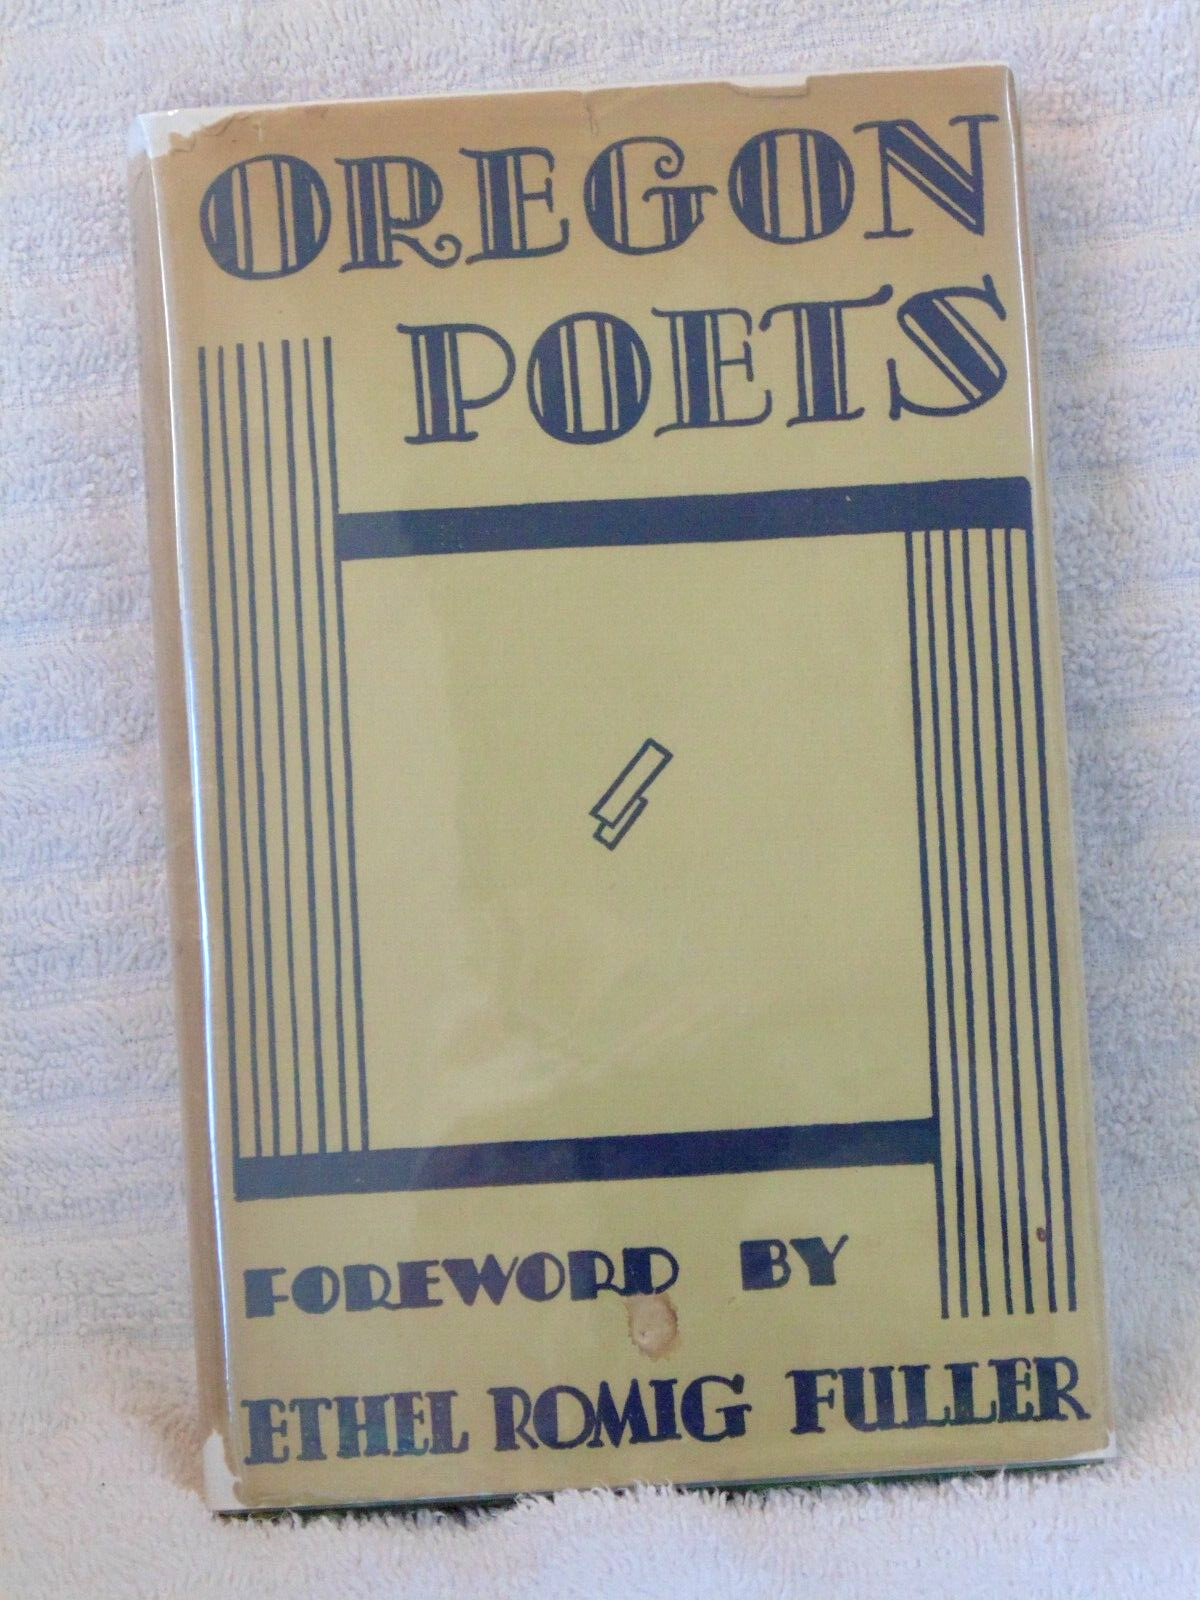 OREGON
POETS
FOREWORD BY
ETHEL ROMIG FULLER